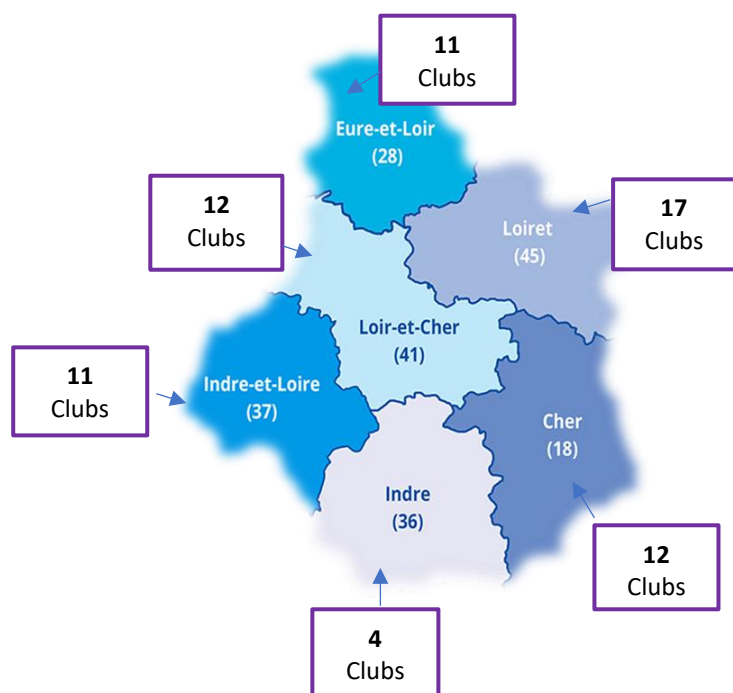 11
Clubs
Eure-et-Loir
(28)
12
Clubs
17
Clubs
Loiret
(45)
Loir-et-Cher
(41)
11
Clubs
Indre-et-Loire
(37)
Cher
(18)
Indre
(36)
12
Clubs
4
Clubs